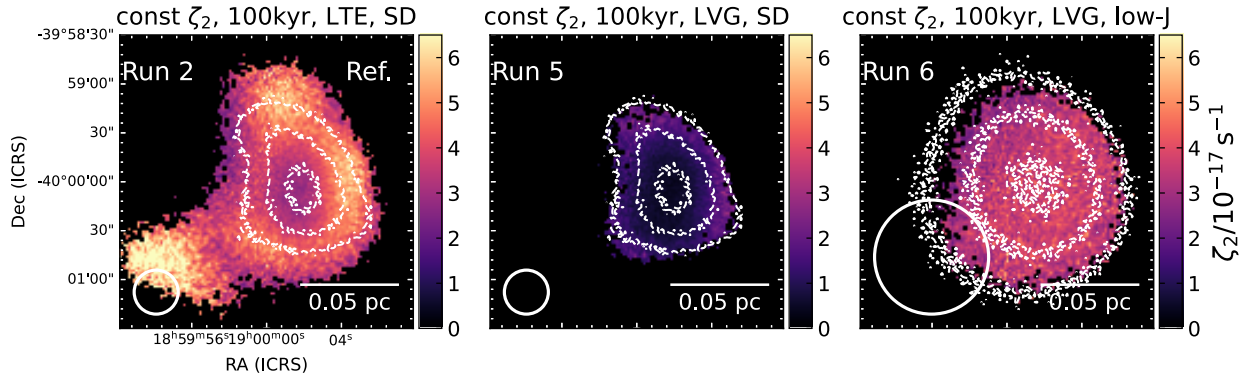 const ζ₂, 100kyr, LTE, SD
const ζ₂, 100kyr, LVG, SD
const ζ₂, 100kyr, LVG, low-J
Run 2
Ref.
Run 5
Run 6
-39°58'30"
59'00"
30"
-40°00'00"
30"
01'00"
Dec (ICRS)
18ʰ59ᵐ56ˢ19ʰ00ᵐ00ˢ
04ˢ
RA (ICRS)
0.05 pc
0.05 pc
0.05 pc
6
5
4
3
2
1
0
6
5
4
3
2
1
0
6
5
4
3
2
1
0
ζ₂/10⁻¹⁷ s⁻¹